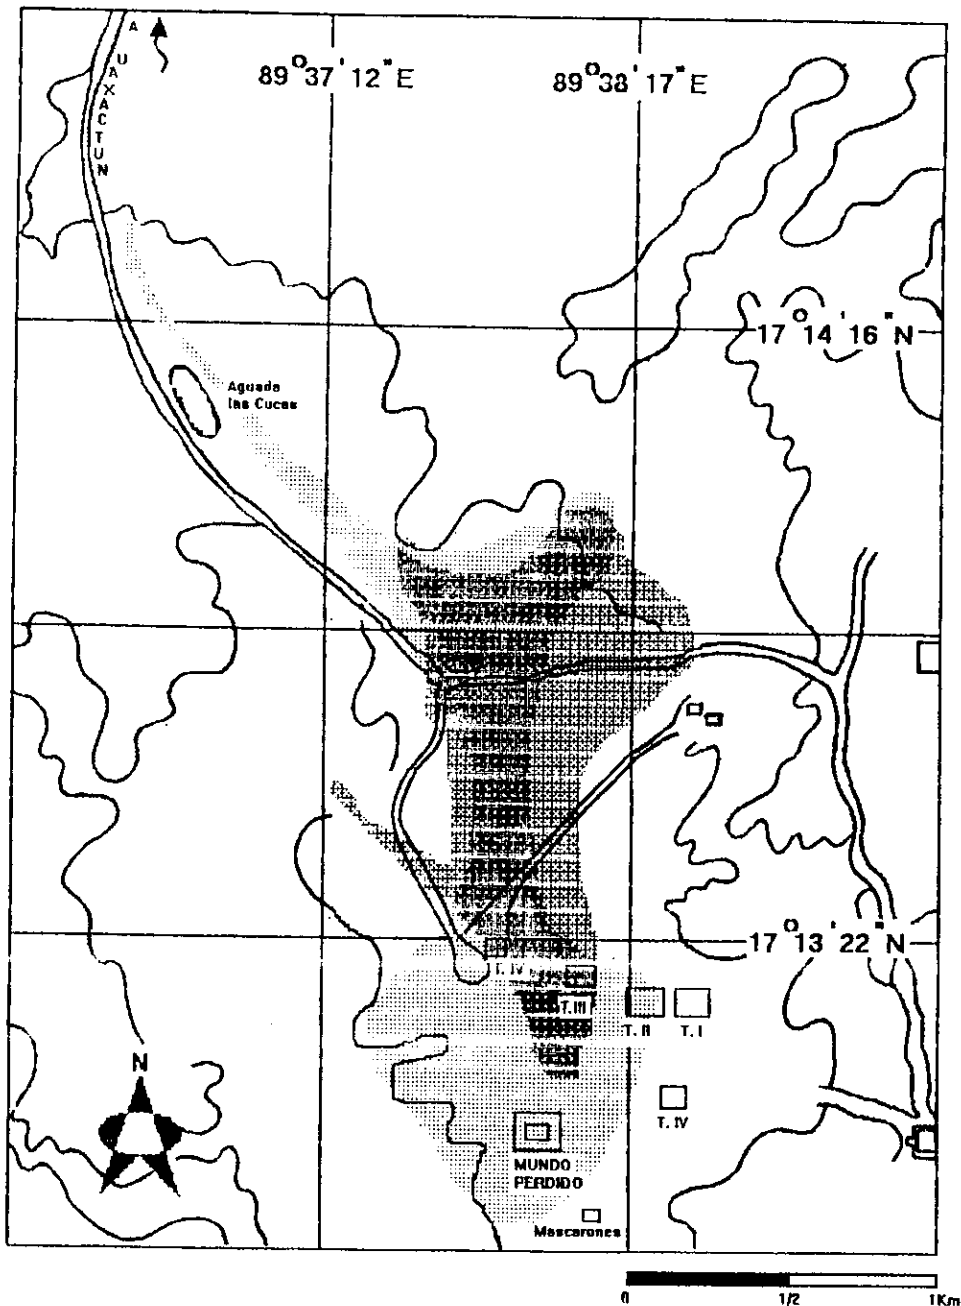 A UAXACTUN
89° 37' 12" E
89° 38' 17" E
17° 14' 16" N
Aguada
las Cucas
17° 13' 22" N
T. IV
T. III
T. II
T. I
T. IV
N
MUNDO
PERDIDO
Mascarones
0 1/2 1Km